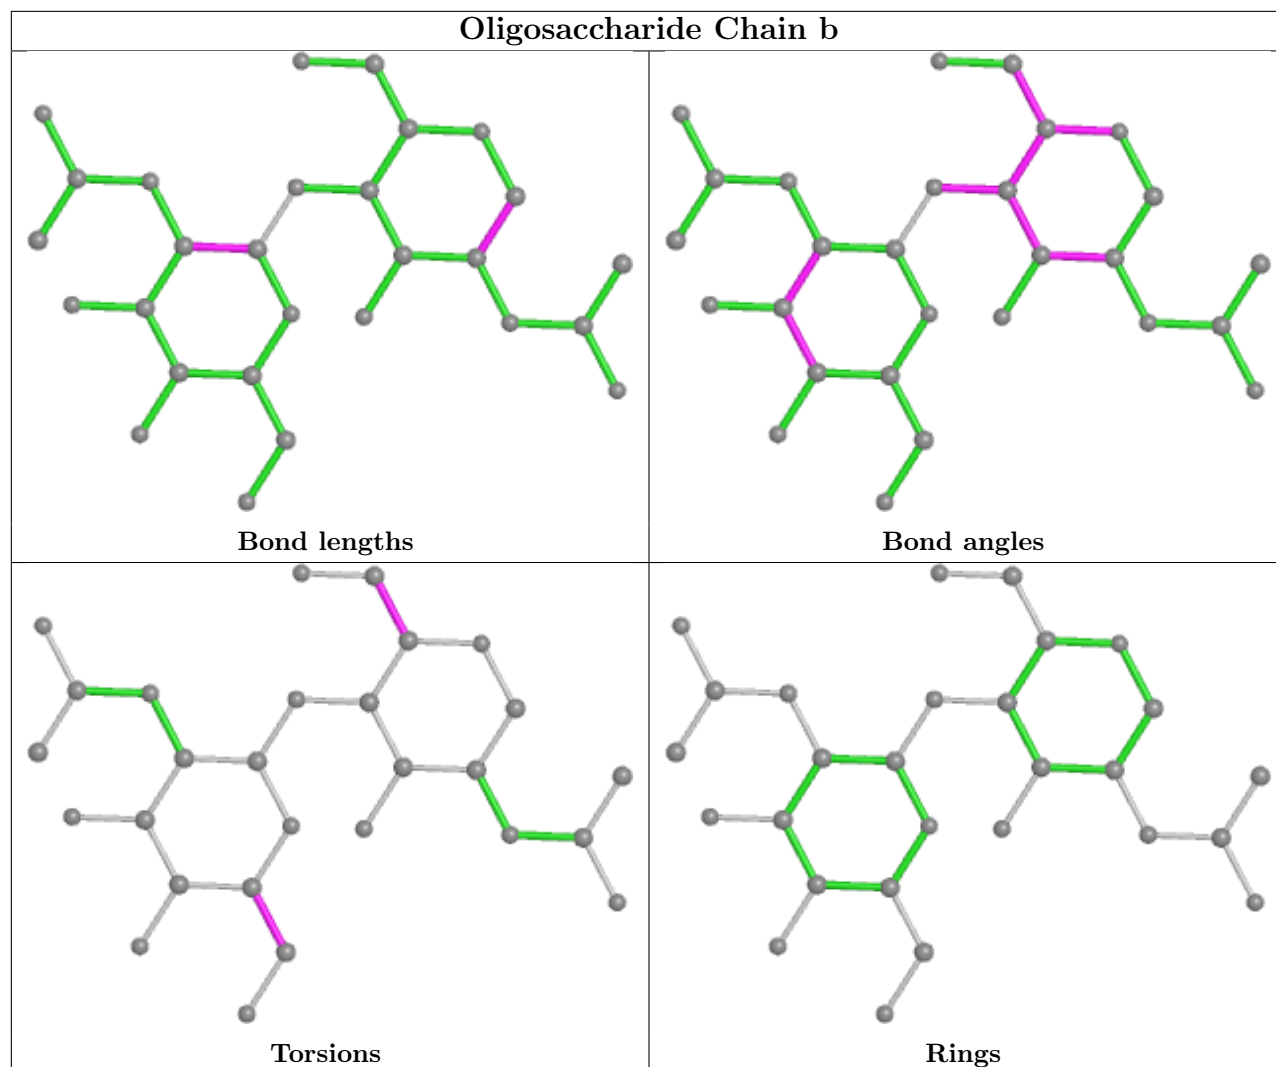 Oligosaccharide Chain b
Bond lengths
Bond angles
Torsions
Rings